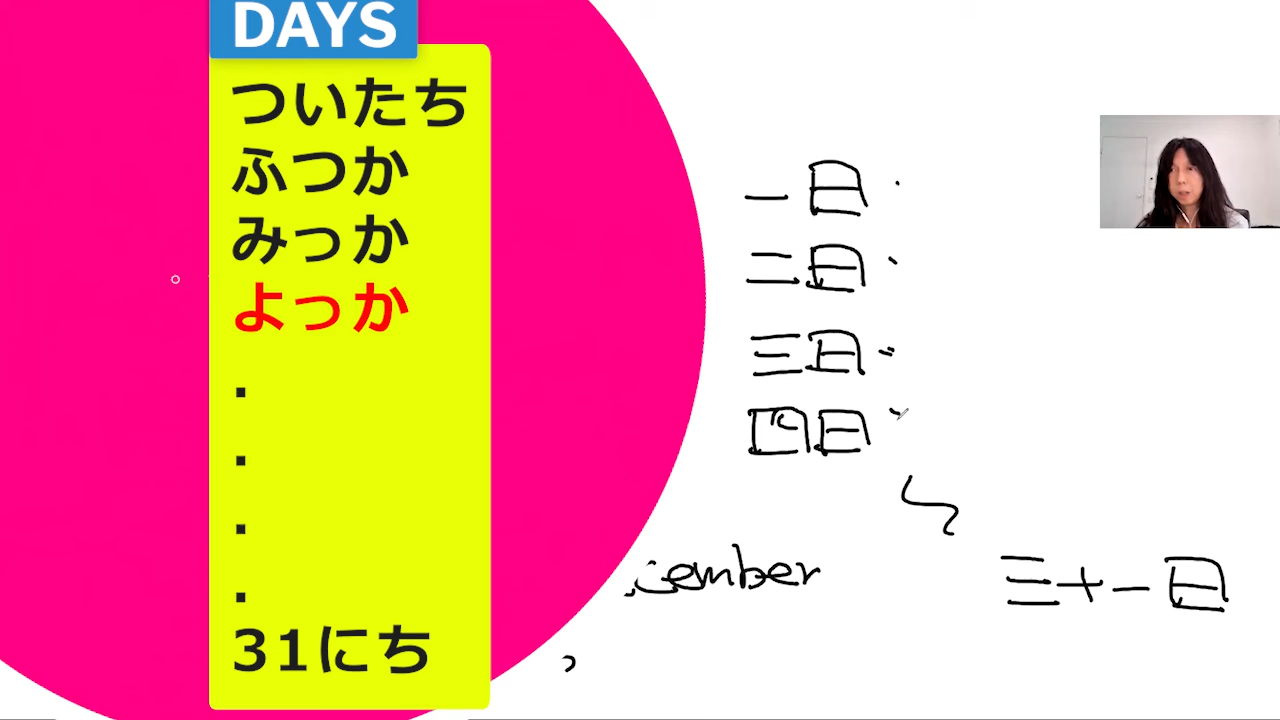 DAYS
ついたち
ふつか
みっか
よっか
.
.
.
.
31にち
一日
二日
三日
四日
cember
三十一日